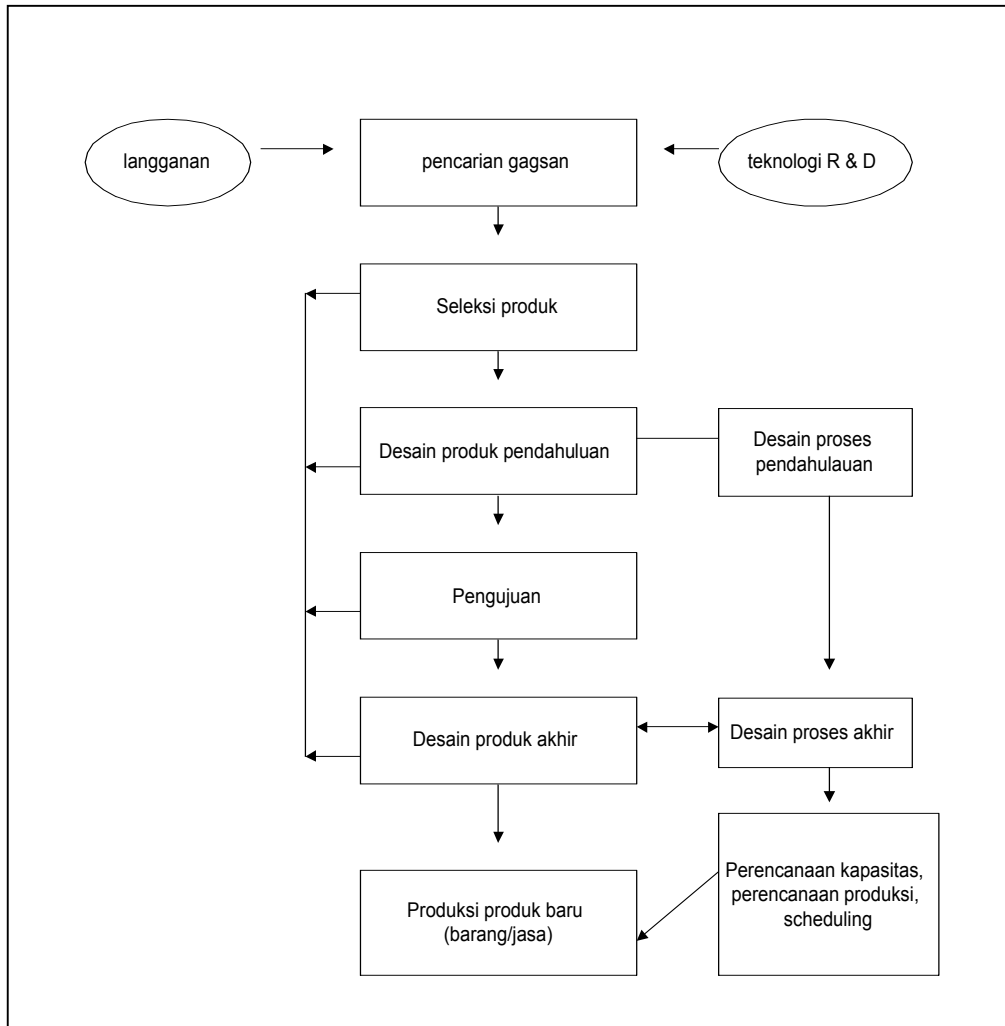 langganan
pencarian gagsan
teknologi R & D
Seleksi produk
Desain produk pendahuluan
Desain proses
pendahulauan
Pengujuan
Desain produk akhir
Desain proses akhir
Perencanaan kapasitas,
perencanaan produksi,
scheduling
Produksi produk baru
(barang/jasa)